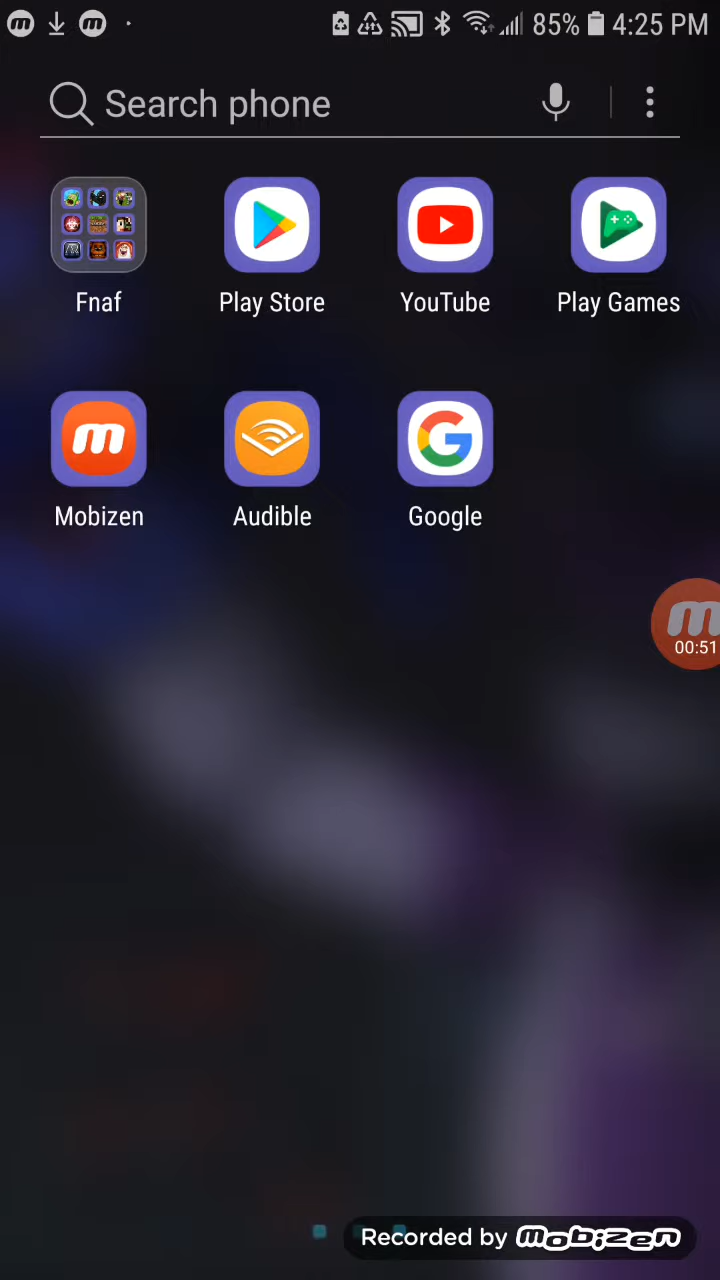 85% 4:25 PM
Search phone
Fnaf
Play Store
YouTube
Play Games
Mobizen
Audible
Google
00:51
Recorded by mobizen